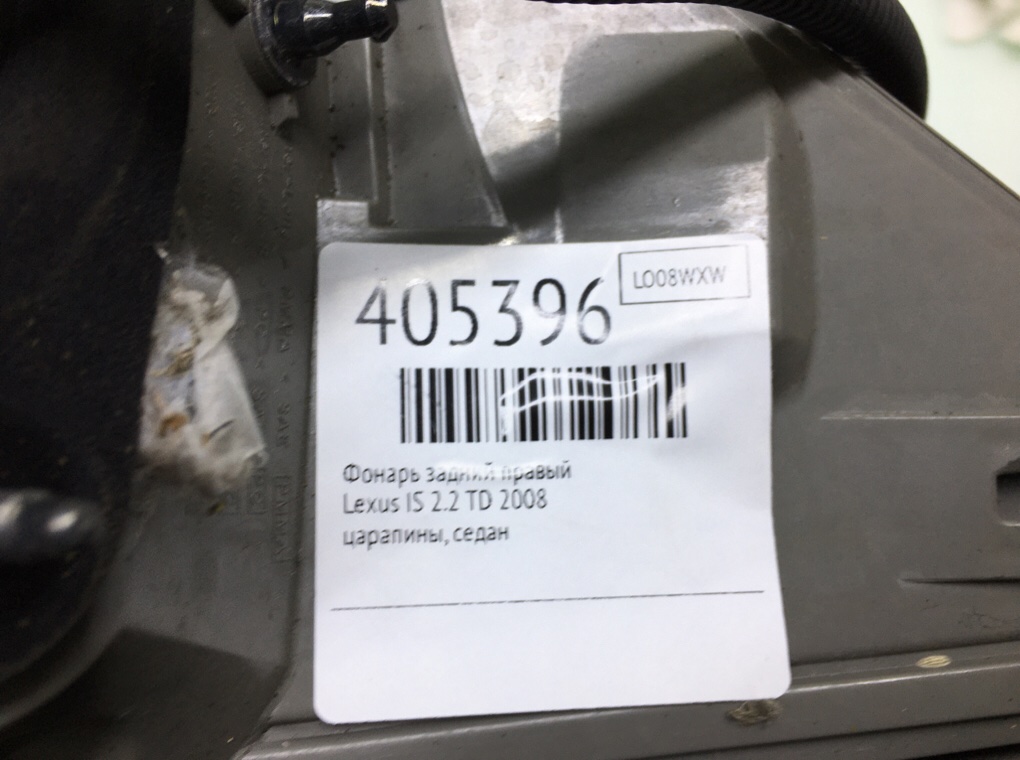 405396
LO08WXW
Фонарь задний правый
Lexus IS 2.2 TD 2008
царапины, седан